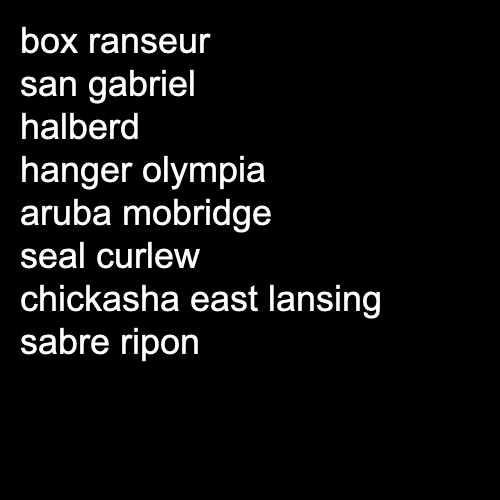 box ranseur
san gabriel
halberd
hanger olympia
aruba mobridge
seal curlew
chickasha east lansing
sabre ripon